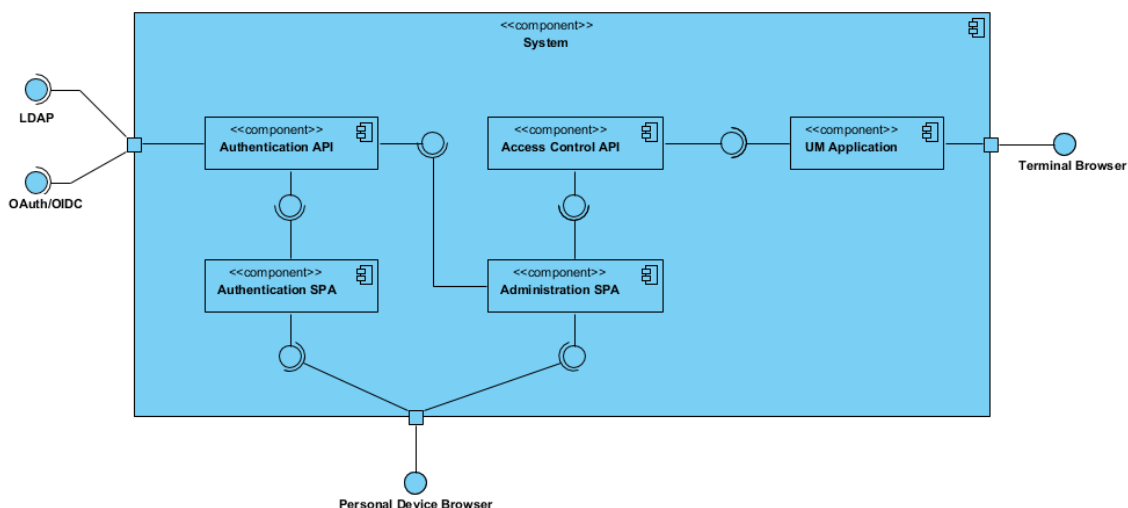 <<component>>
System
LDAP
OAuth/OIDC
<<component>>
Authentication API
<<component>>
Access Control API
<<component>>
UM Application
Terminal Browser
<<component>>
Authentication SPA
<<component>>
Administration SPA
Personal Device Browser